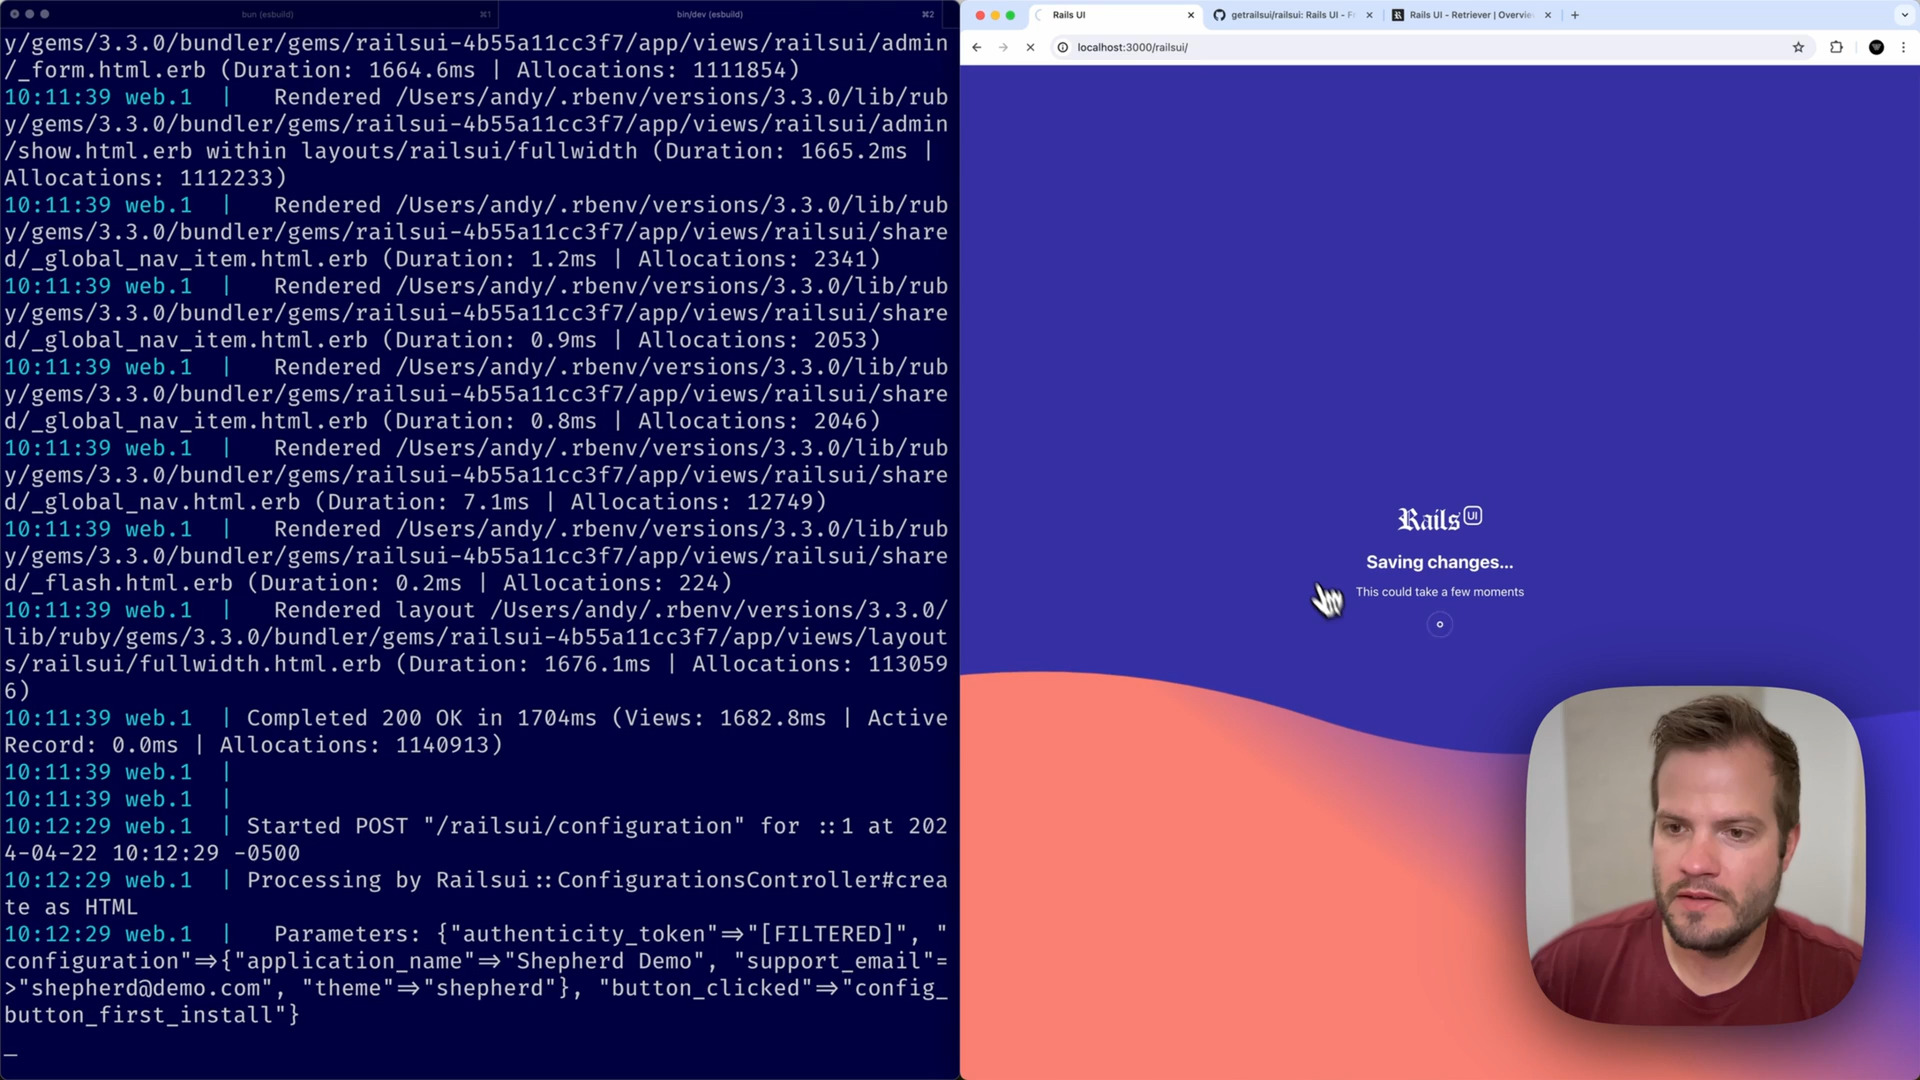 bun (esbuild)
⌘1
bin/dev (esbuild)
⌘2
y/gems/3.3.0/bundler/gems/railsui-4b55a11cc3f7/app/views/railsui/admin
/_form.html.erb (Duration: 1664.6ms | Allocations: 1111854)
10:11:39 web.1  |   Rendered /Users/andy/.rbenv/versions/3.3.0/lib/rub
y/gems/3.3.0/bundler/gems/railsui-4b55a11cc3f7/app/views/railsui/admin
/show.html.erb within layouts/railsui/fullwidth (Duration: 1665.2ms |
Allocations: 1112233)
10:11:39 web.1  |   Rendered /Users/andy/.rbenv/versions/3.3.0/lib/rub
y/gems/3.3.0/bundler/gems/railsui-4b55a11cc3f7/app/views/railsui/share
d/_global_nav_item.html.erb (Duration: 1.2ms | Allocations: 2341)
10:11:39 web.1  |   Rendered /Users/andy/.rbenv/versions/3.3.0/lib/rub
y/gems/3.3.0/bundler/gems/railsui-4b55a11cc3f7/app/views/railsui/share
d/_global_nav_item.html.erb (Duration: 0.9ms | Allocations: 2053)
10:11:39 web.1  |   Rendered /Users/andy/.rbenv/versions/3.3.0/lib/rub
y/gems/3.3.0/bundler/gems/railsui-4b55a11cc3f7/app/views/railsui/share
d/_global_nav_item.html.erb (Duration: 0.8ms | Allocations: 2046)
10:11:39 web.1  |   Rendered /Users/andy/.rbenv/versions/3.3.0/lib/rub
y/gems/3.3.0/bundler/gems/railsui-4b55a11cc3f7/app/views/railsui/share
d/_global_nav.html.erb (Duration: 7.1ms | Allocations: 12749)
10:11:39 web.1  |   Rendered /Users/andy/.rbenv/versions/3.3.0/lib/rub
y/gems/3.3.0/bundler/gems/railsui-4b55a11cc3f7/app/views/railsui/share
d/_flash.html.erb (Duration: 0.2ms | Allocations: 224)
10:11:39 web.1  |   Rendered layout /Users/andy/.rbenv/versions/3.3.0/
lib/ruby/gems/3.3.0/bundler/gems/railsui-4b55a11cc3f7/app/views/layout
s/railsui/fullwidth.html.erb (Duration: 1676.1ms | Allocations: 113059
6)
10:11:39 web.1  | Completed 200 OK in 1704ms (Views: 1682.8ms | Active
Record: 0.0ms | Allocations: 1140913)
10:11:39 web.1  |
10:11:39 web.1  |
10:12:29 web.1  | Started POST "/railsui/configuration" for ::1 at 202
4-04-22 10:12:29 -0500
10:12:29 web.1  | Processing by Railsui::ConfigurationsController#crea
te as HTML
10:12:29 web.1  |   Parameters: {"authenticity_token"=>"[FILTERED]", "
configuration"=>{"application_name"=>"Shepherd Demo", "support_email"=
>"shepherd@demo.com", "theme"=>"shepherd"}, "button_clicked"=>"config_
button_first_install"}
Rails UI
getrailsui/railsui: Rails UI - F
Rails UI - Retriever | Overvie
localhost:3000/railsui/
Rails UI
Saving changes...
This could take a few moments